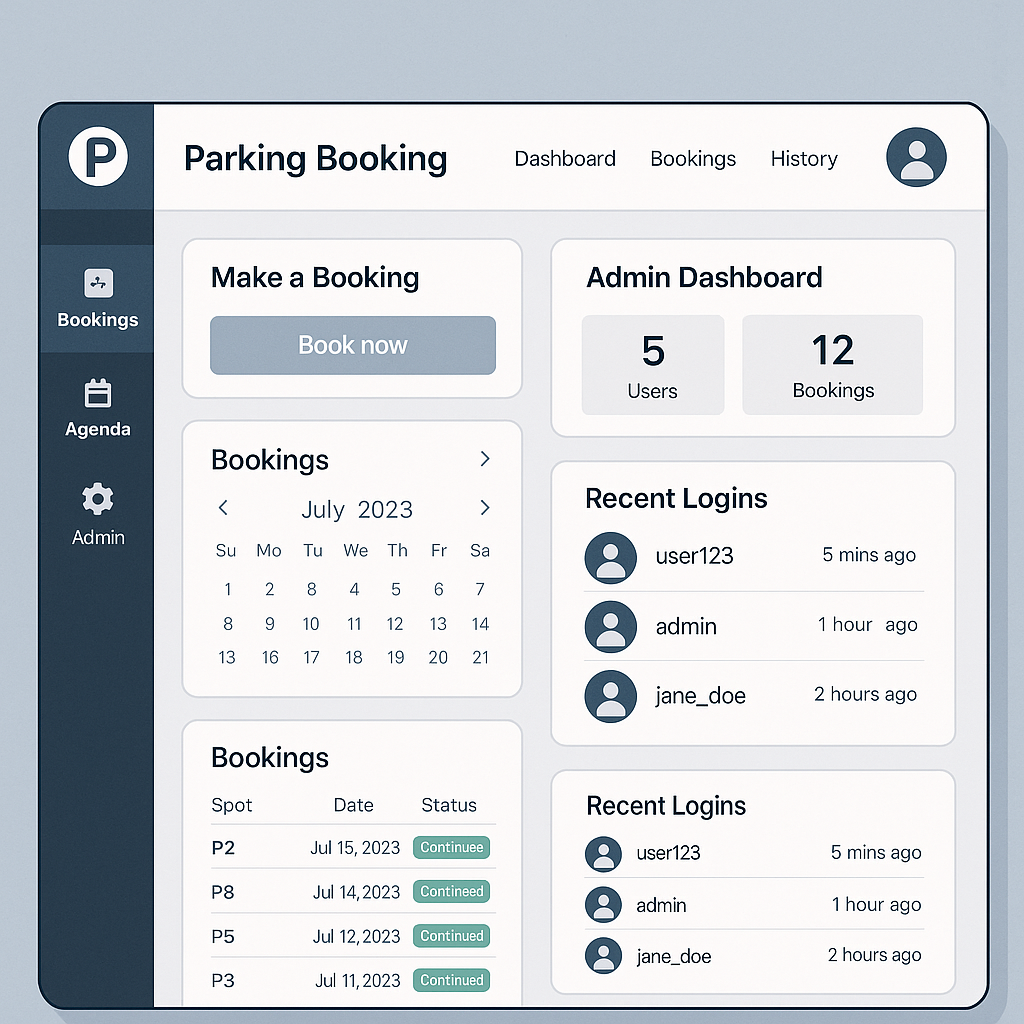 P
Parking Booking
Dashboard Bookings History
Bookings
Agenda
Admin
Make a Booking
Book now
Bookings
July 2023
Su Mo Tu We Th Fr Sa
1 2 8 4 5 6 7
8 9 10 11 12 13 14
13 16 17 18 19 20 21
Bookings
Spot Date Status
P2 Jul 15, 2023 Continuee
P8 Jul 14, 2023 Contineed
P5 Jul 12, 2023 Continued
P3 Jul 11, 2023 Continued
Admin Dashboard
5 12
Users Bookings
Recent Logins
user123 5 mins ago
admin 1 hour ago
jane_doe 2 hours ago
Recent Logins
user123 5 mins ago
admin 1 hour ago
jane_doe 2 hours ago